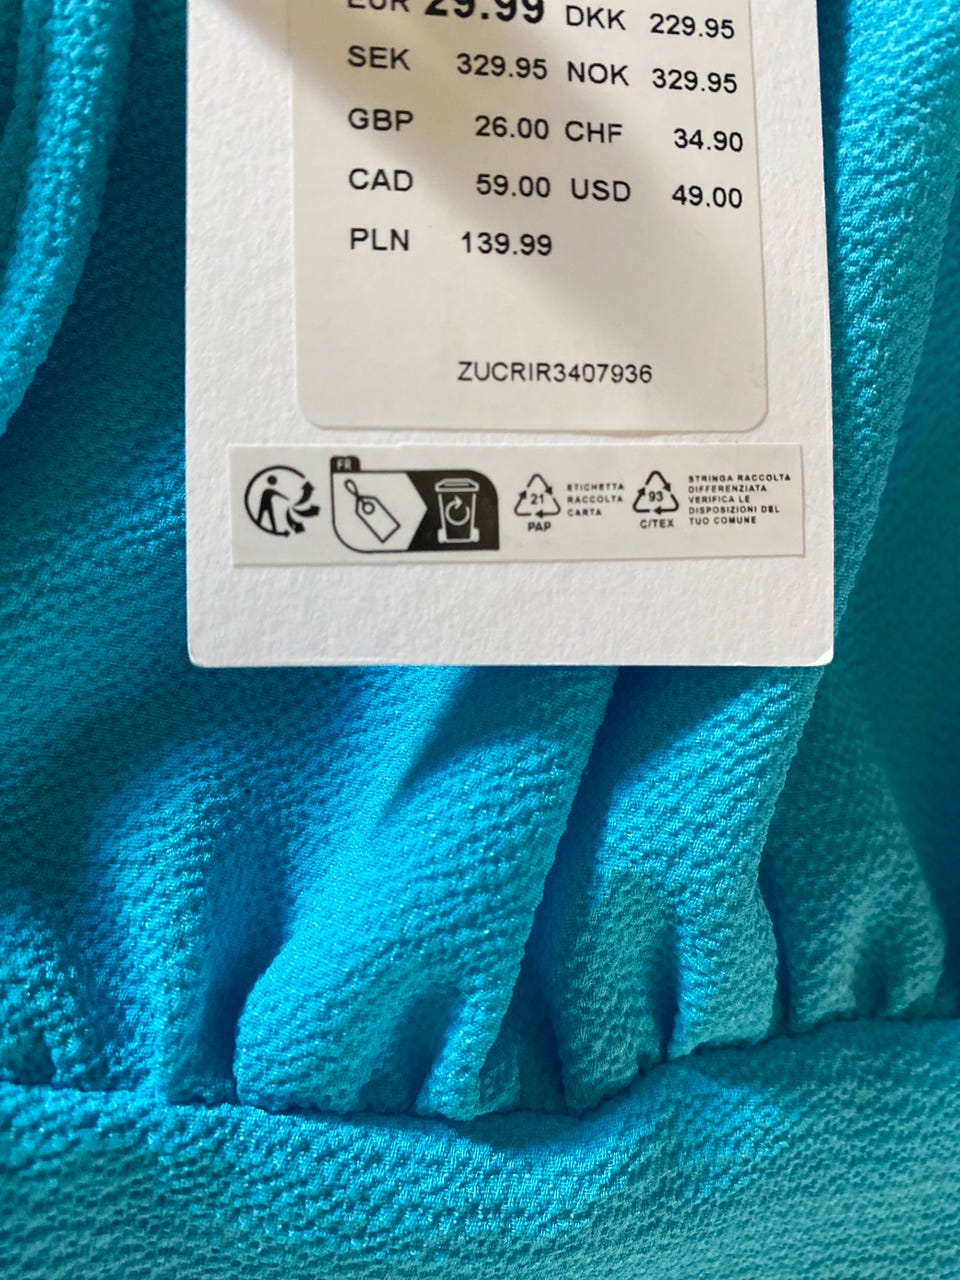 EUR 29.99 DKK 229.95
SEK 329.95 NOK 329.95
GBP 26.00 CHF 34.90
CAD 59.00 USD 49.00
PLN 139.99
ZUCRIR3407936
FR
21
PAP
ETICHETTA
RACCOLTA
CARTA
93
C/TEX
STRINGA RACCOLTA
DIFFERENZIATA
VERIFICA LE
DISPOSIZIONI DEL
TUO COMUNE